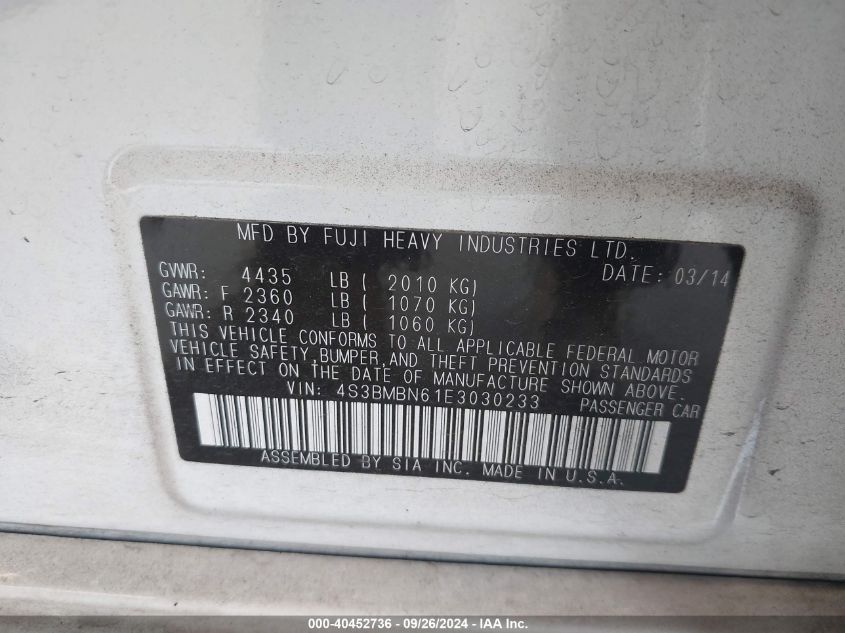 MFD BY FUJI HEAVY INDUSTRIES LTD.
DATE: 03/14
GVWR: 4435 LB ( 2010 KG)
GAWR: F 2360 LB ( 1070 KG)
GAWR: R 2340 LB ( 1060 KG)
THIS VEHICLE CONFORMS TO ALL APPLICABLE FEDERAL MOTOR
VEHICLE SAFETY, BUMPER, AND THEFT PREVENTION STANDARDS
IN EFFECT ON THE DATE OF MANUFACTURE SHOWN ABOVE.
VIN: 4S3BMBN61E3030233 PASSENGER CAR
ASSEMBLED BY SIA INC. MADE IN U.S.A.
000-40452736 - 09/26/2024 - IAA Inc.